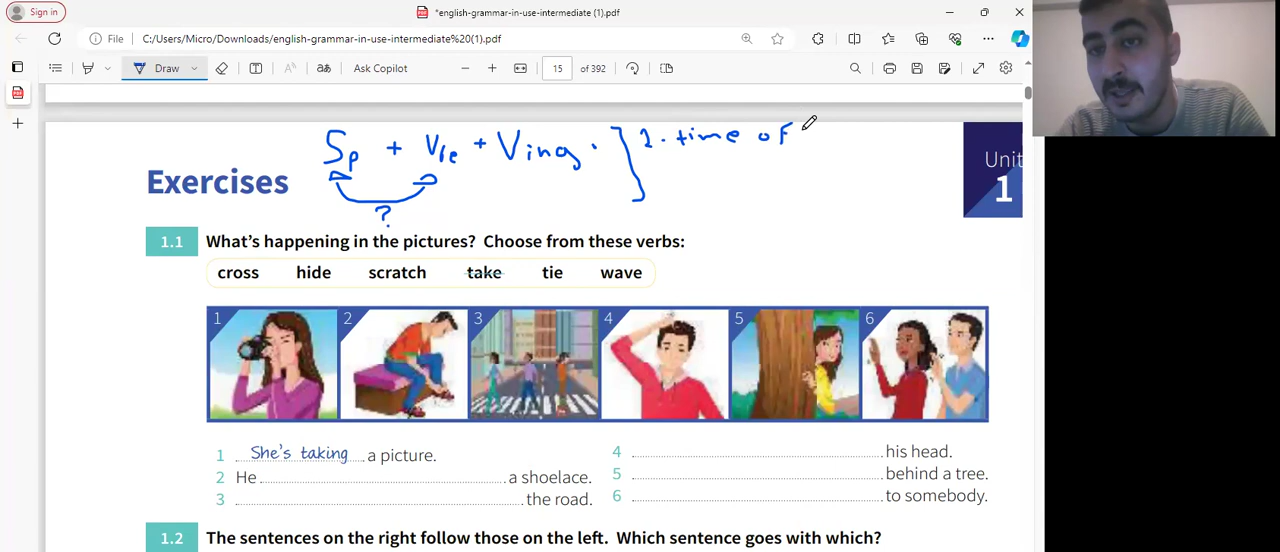 Sign in
*english-grammar-in-use-intermediate (1).pdf
File C:/Users/Micro/Downloads/english-grammar-in-use-intermediate%20(1).pdf
Draw Ask Copilot 15 of 392
Sp + Ving . 1. time of
?
Exercises
Unit
1
1.1 What's happening in the pictures? Choose from these verbs:
cross hide scratch take tie wave
1 2 3 4 5 6
1 She's taking a picture.
2 He a shoelace.
3 the road.
4 his head.
5 behind a tree.
6 to somebody.
1.2 The sentences on the right follow those on the left. Which sentence goes with which?